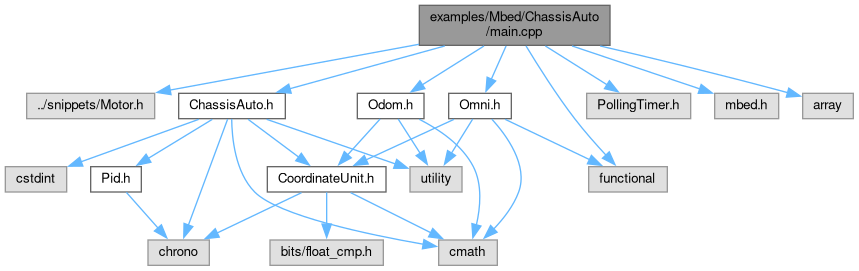 examples/Mbed/ChassisAuto
/main.cpp
../snippets/Motor.h
ChassisAuto.h
Odom.h
Omni.h
PollingTimer.h
mbed.h
array
cstdint
Pid.h
CoordinateUnit.h
utility
functional
chrono
bits/float_cmp.h
cmath